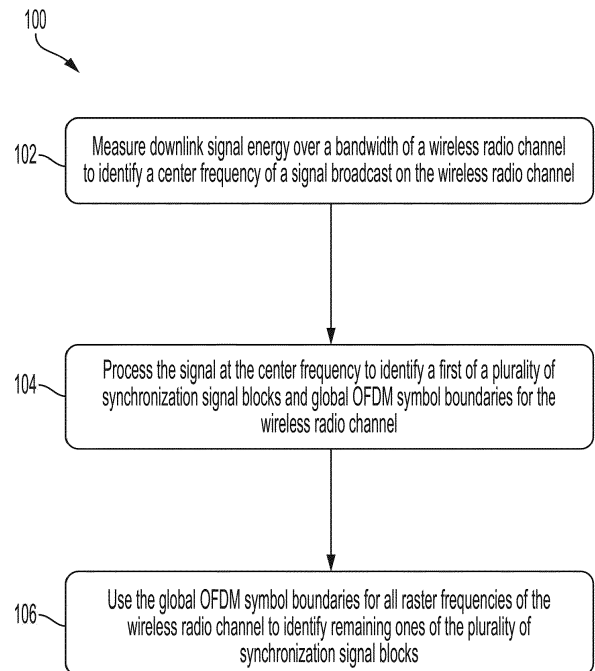 100
102
Measure downlink signal energy over a bandwidth of a wireless radio channel
to identify a center frequency of a signal broadcast on the wireless radio channel
104
Process the signal at the center frequency to identify a first of a plurality of
synchronization signal blocks and global OFDM symbol boundaries for the
wireless radio channel
106
Use the global OFDM symbol boundaries for all raster frequencies of the
wireless radio channel to identify remaining ones of the plurality of
synchronization signal blocks